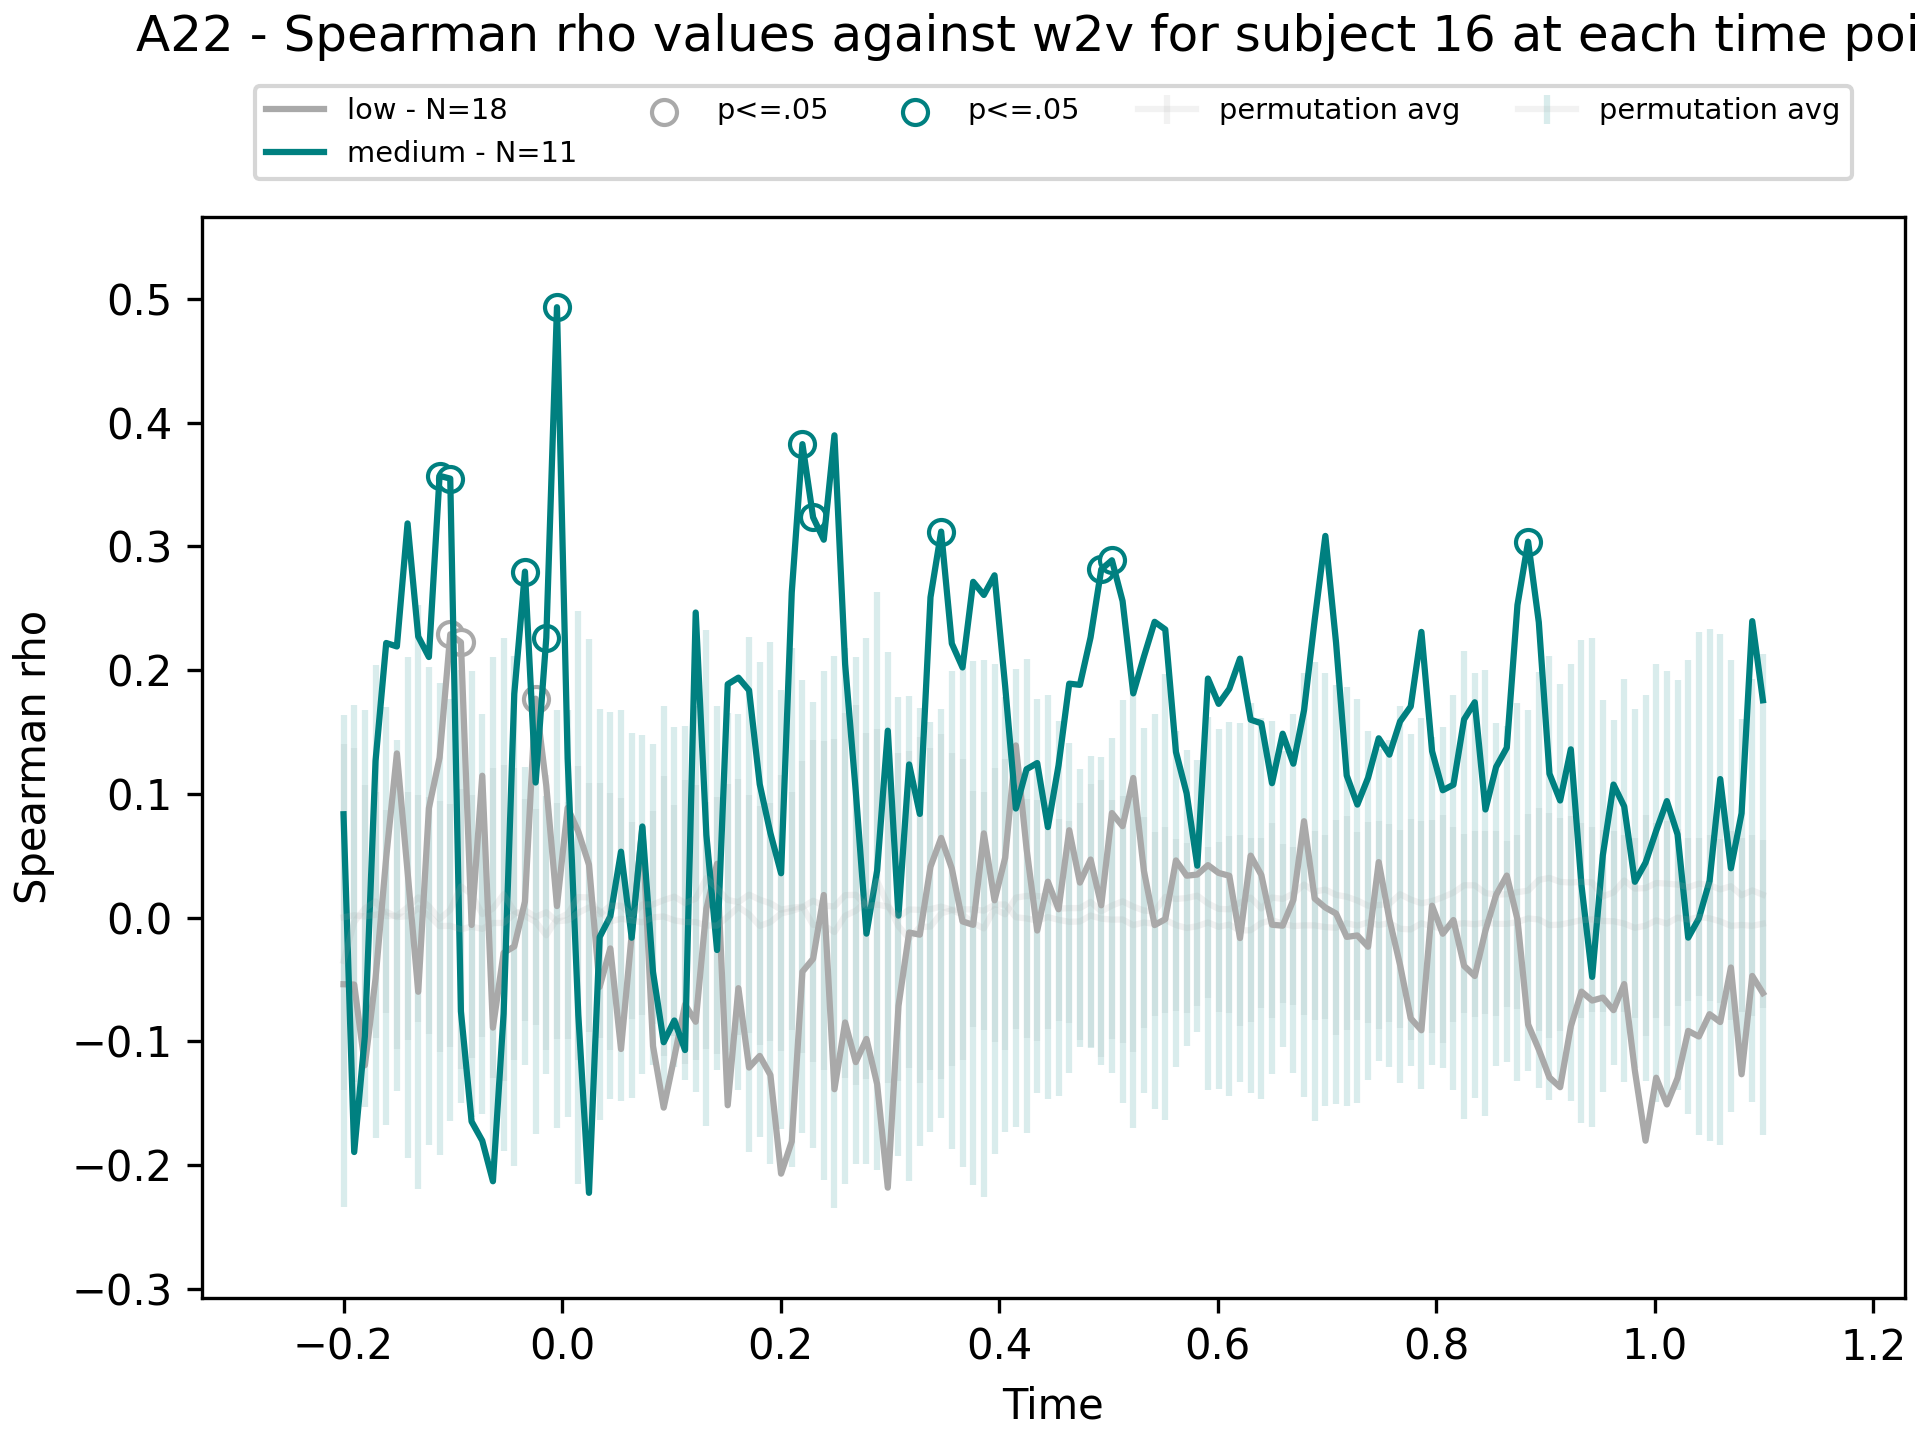 A22 - Spearman rho values against w2v for subject 16 at each time poi
low - N=18 p<=.05 p<=.05 permutation avg permutation avg
medium - N=11
0.5
0.4
0.3
0.2
0.1
0.0
−0.1
−0.2
−0.3
Spearman rho
−0.2 0.0 0.2 0.4 0.6 0.8 1.0 1.2
Time